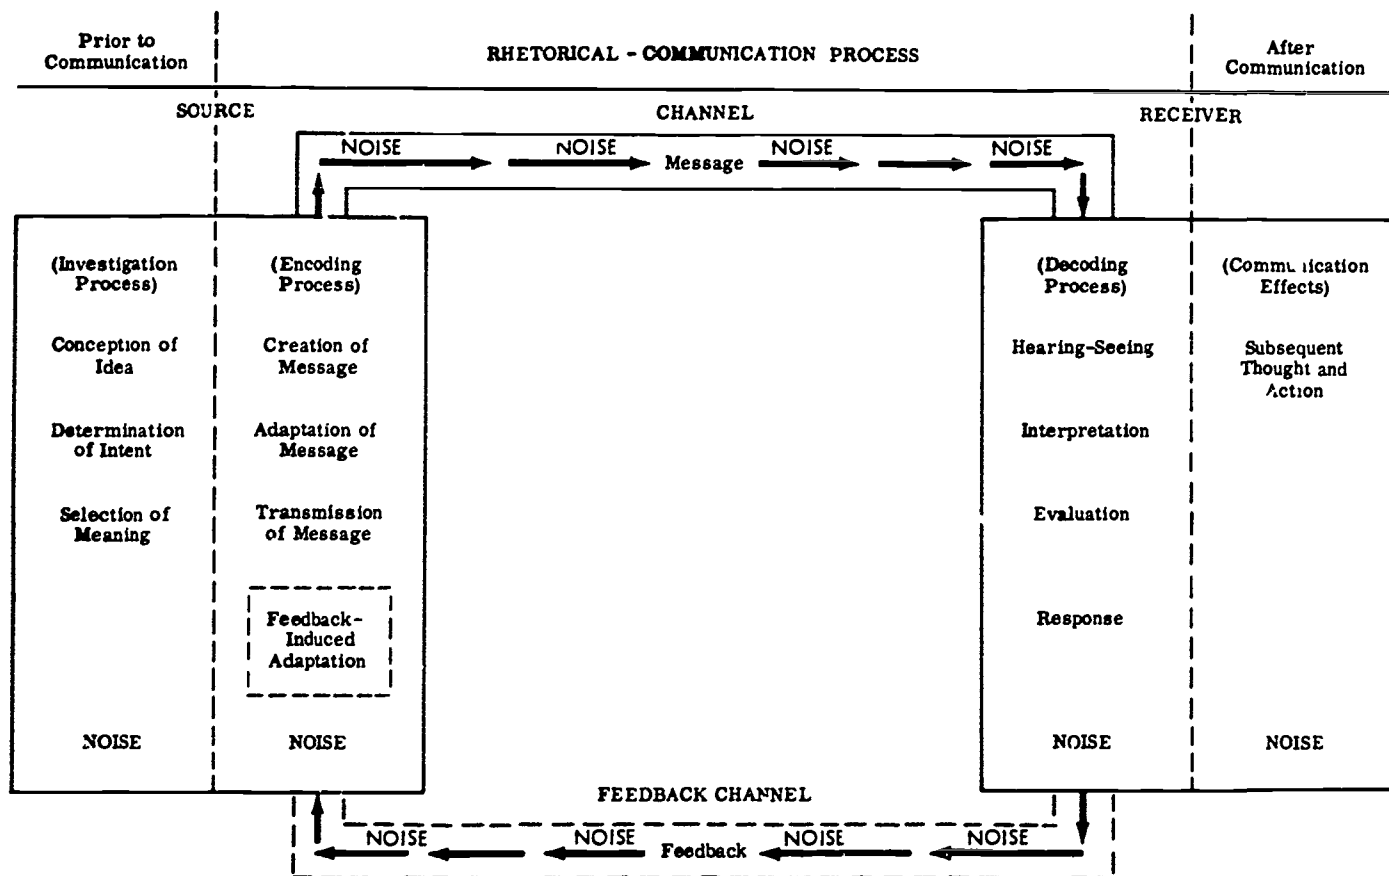 Prior to
Communication
RHETORICAL - COMMUNICATION PROCESS
After
Communication
SOURCE
CHANNEL
RECEIVER
NOISE
NOISE
NOISE
NOISE
Message
(Investigation
Process)
Conception of
Idea
Determination
of Intent
Selection of
Meaning
NOISE
(Encoding
Process)
Creation of
Message
Adaptation of
Message
Transmission
of Message
Feedback-
Induced
Adaptation
NOISE
(Decoding
Process)
Hearing-Seeing
Interpretation
Evaluation
Response
NOISE
(Communication
Effects)
Subsequent
Thought and
Action
NOISE
FEEDBACK CHANNEL
NOISE
NOISE
NOISE
NOISE
Feedback